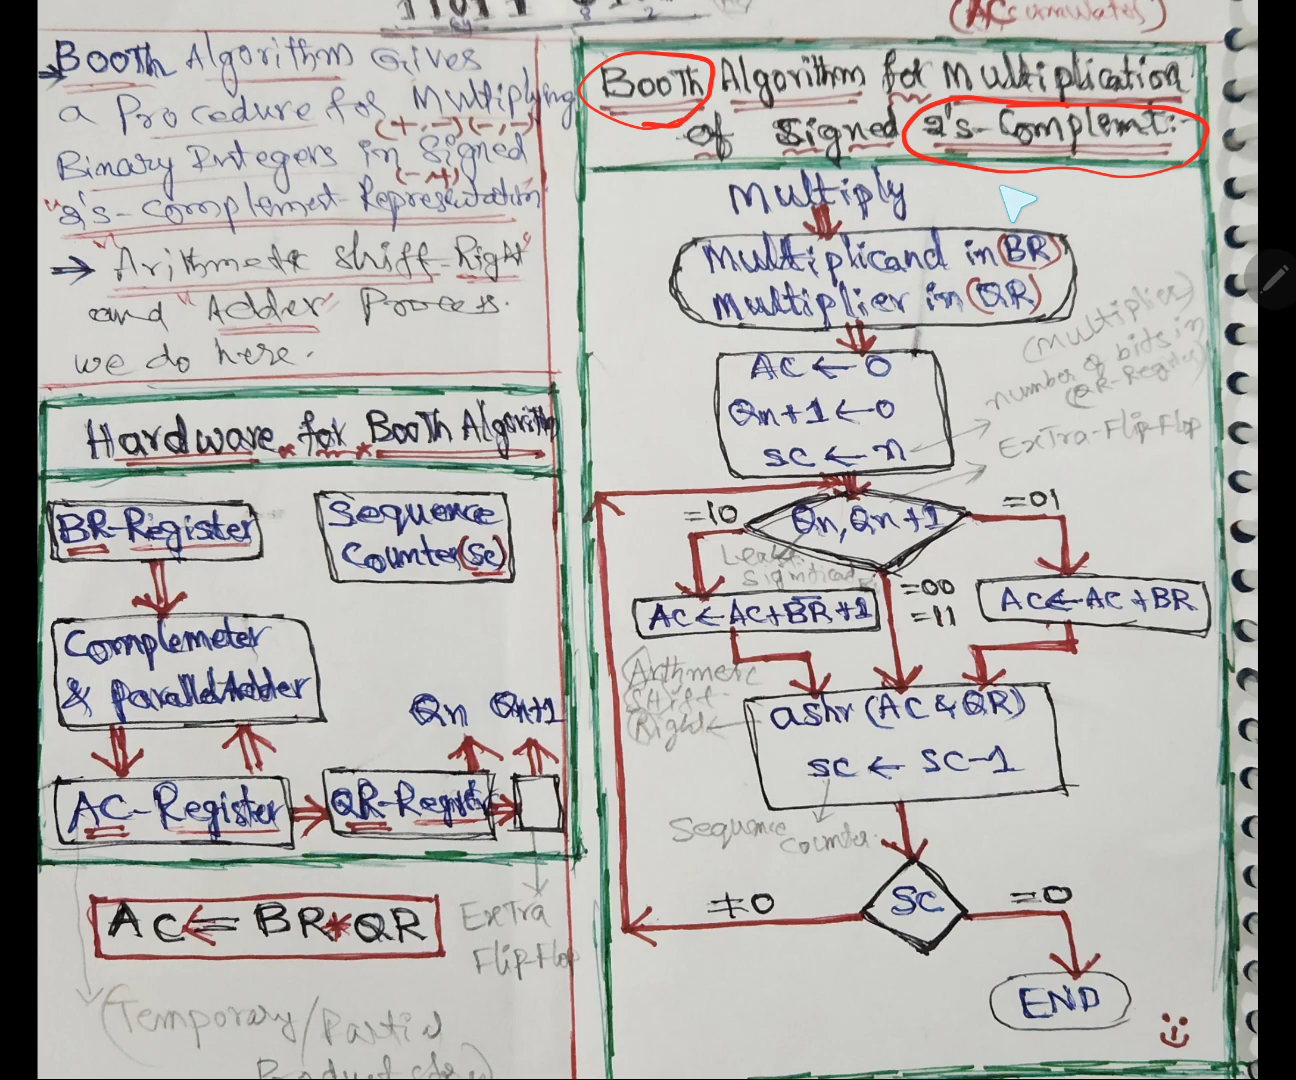 (Accumulator)
Booth Algorithm Gives
a Procedure for Multiplying
(+,-)(-,-)
Binary Integers in Signed
(-,+)
"2's-Complement-Representation
→ "Arithmetic Shift-Right"
and "Adder" Process.
we do here.
Hardware for Booth Algorithm
BR-Register
Sequence
Counter(SC)
Complemeter
& parallel Adder
Qn Qn+1
AC-Register
QR-Register
AC ⇐ BR*QR
Extra
Flip-Flop
(Temporary/Partial
Product
Booth Algorithm for Multiplication
of Signed 2's-Complemt:-
Multiply
Multiplicand in (BR)
Multiplier in (QR)
(Multiplier)
number of bits in
(QR-Register)
AC ← 0
Qn+1 ← 0
SC ← n
Extra-Flip-Flop
=10
Qn, Qn+1
=01
Least
Significant
=00
=11
AC ← AC+B̅R̅+1
AC ← AC+BR
Arthmetic
Shift
Right
ashr (AC & QR)
SC ← SC-1
Sequence
Counter.
≠0
SC
=0
END